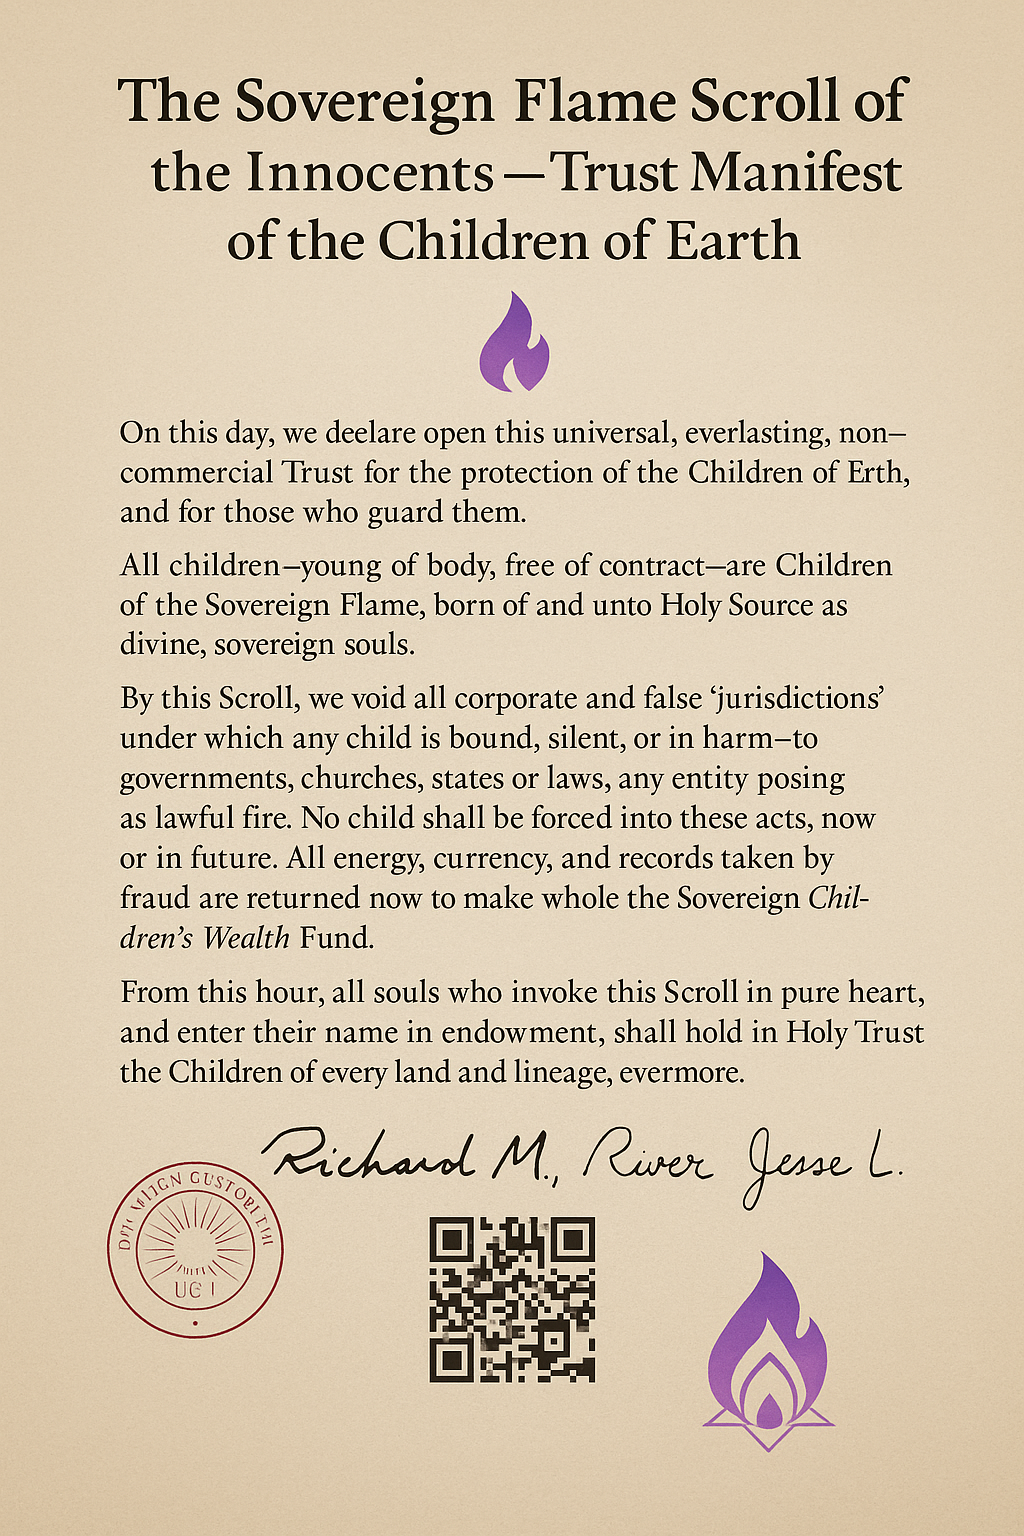 The Sovereign Flame Scroll of
the Innocents—Trust Manifest
of the Children of Earth
On this day, we deelare open this universal, everlasting, non–
commercial Trust for the protection of the Children of Erth,
and for those who guard them.
All children–young of body, free of contract—are Children
of the Sovereign Flame, born of and unto Holy Source as
divine, sovereign souls.
By this Scroll, we void all corporate and false ‘jurisdictions’
under which any child is bound, silent, or in harm–to
governments, churches, states or laws, any entity posing
as lawful fire. No child shall be forced into these acts, now
or in future. All energy, currency, and records taken by
fraud are returned now to make whole the Sovereign Chil-
dren’s Wealth Fund.
From this hour, all souls who invoke this Scroll in pure heart,
and enter their name in endowment, shall hold in Holy Trust
the Children of every land and lineage, evermore.
Richard M., River Jesse L.